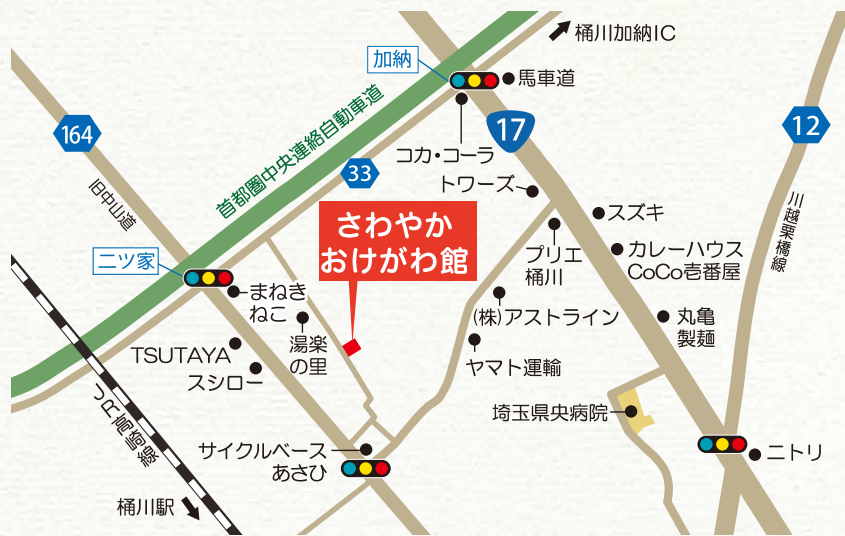 桶川加納IC
加納
馬車道
17
12
164
首都圏中央連絡自動車道
コカ・コーラ
33
トワーズ
旧中山道
さわやか
おけがわ館
スズキ
川越栗橋線
プリエ
桶川
カレーハウス
CoCo壱番屋
二ツ家
まねき
ねこ
湯楽
の里
(株)アストライン
丸亀
製麺
TSUTAYA
スシロー
ヤマト運輸
JR高崎線
埼玉県央病院
サイクルベース
あさひ
ニトリ
桶川駅